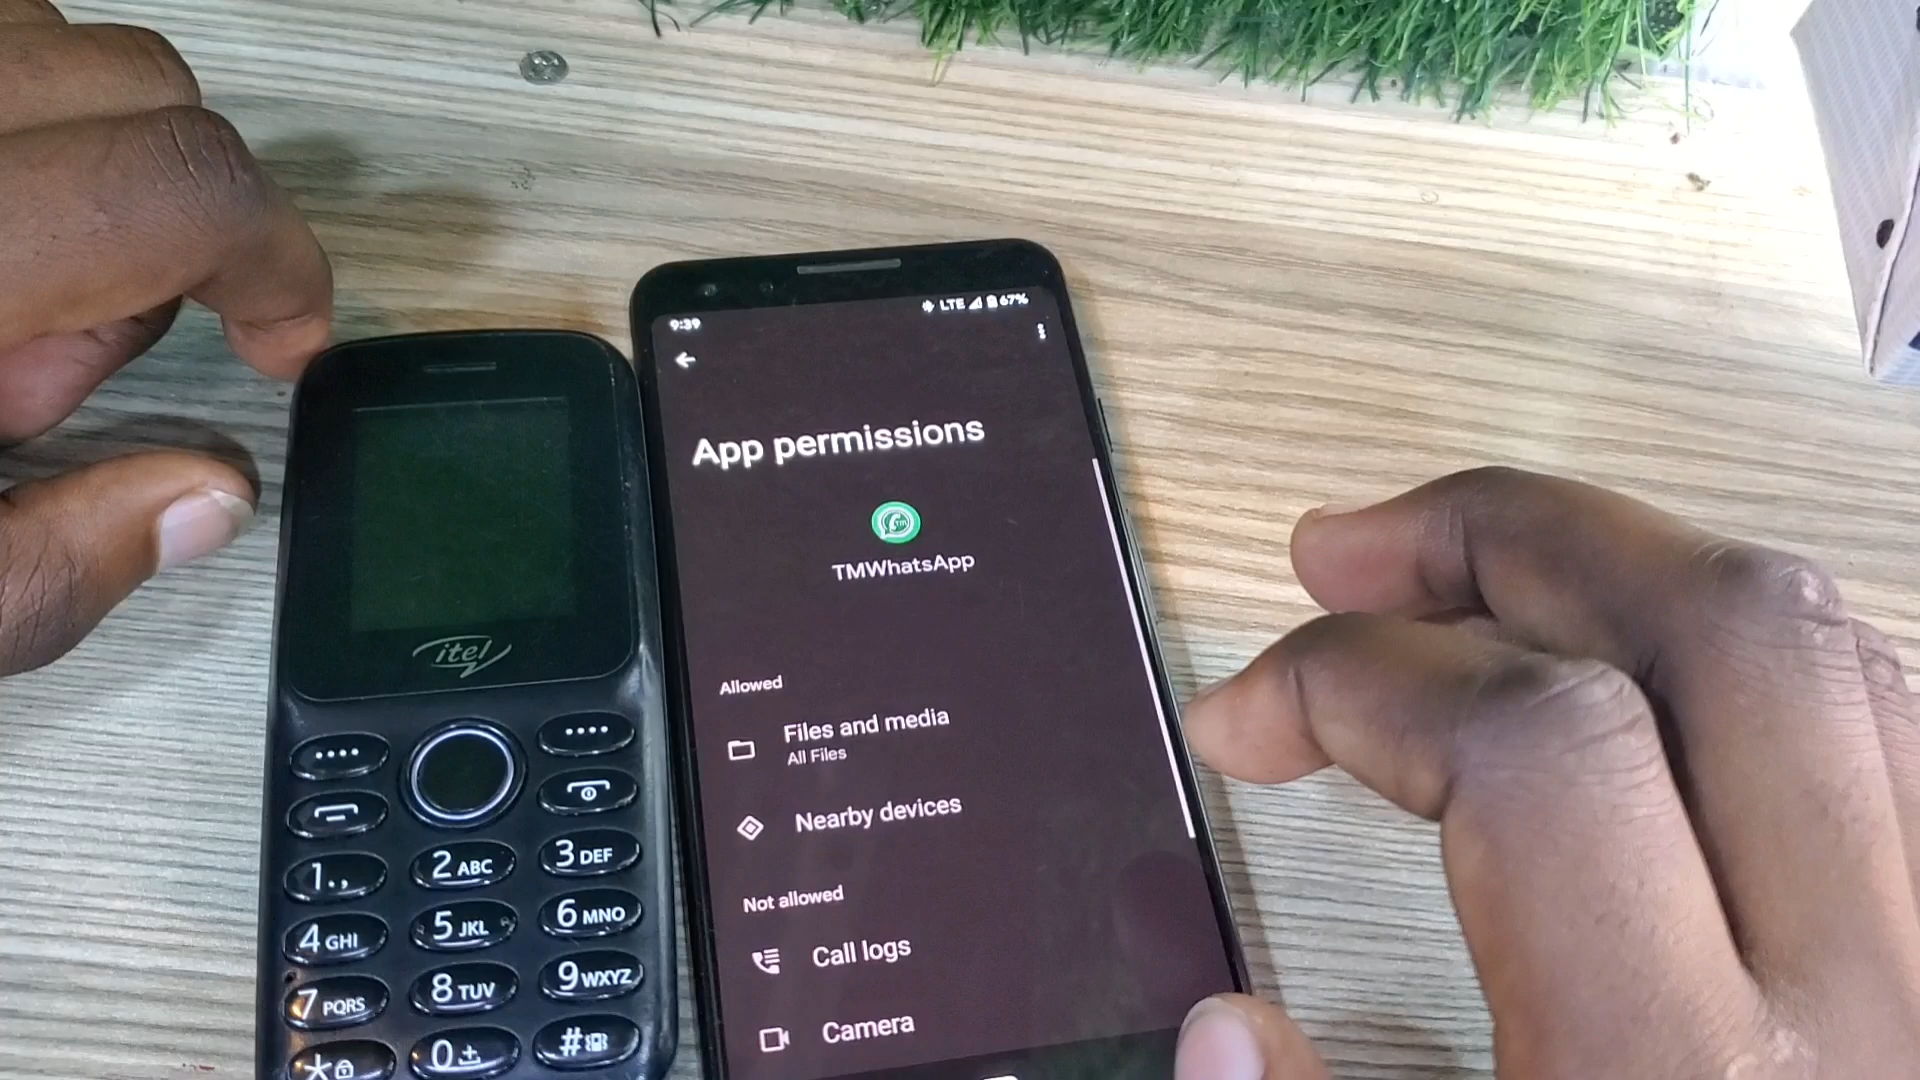 9:39
LTE 67%
App permissions
TM
TMWhatsApp
Allowed
Files and media
All Files
Nearby devices
Not allowed
Call logs
Camera
itel
1.,
2 ABC
3 DEF
4 GHI
5 JKL
6 MNO
7 PQRS
8 TUV
9 WXYZ
*
0 +
#